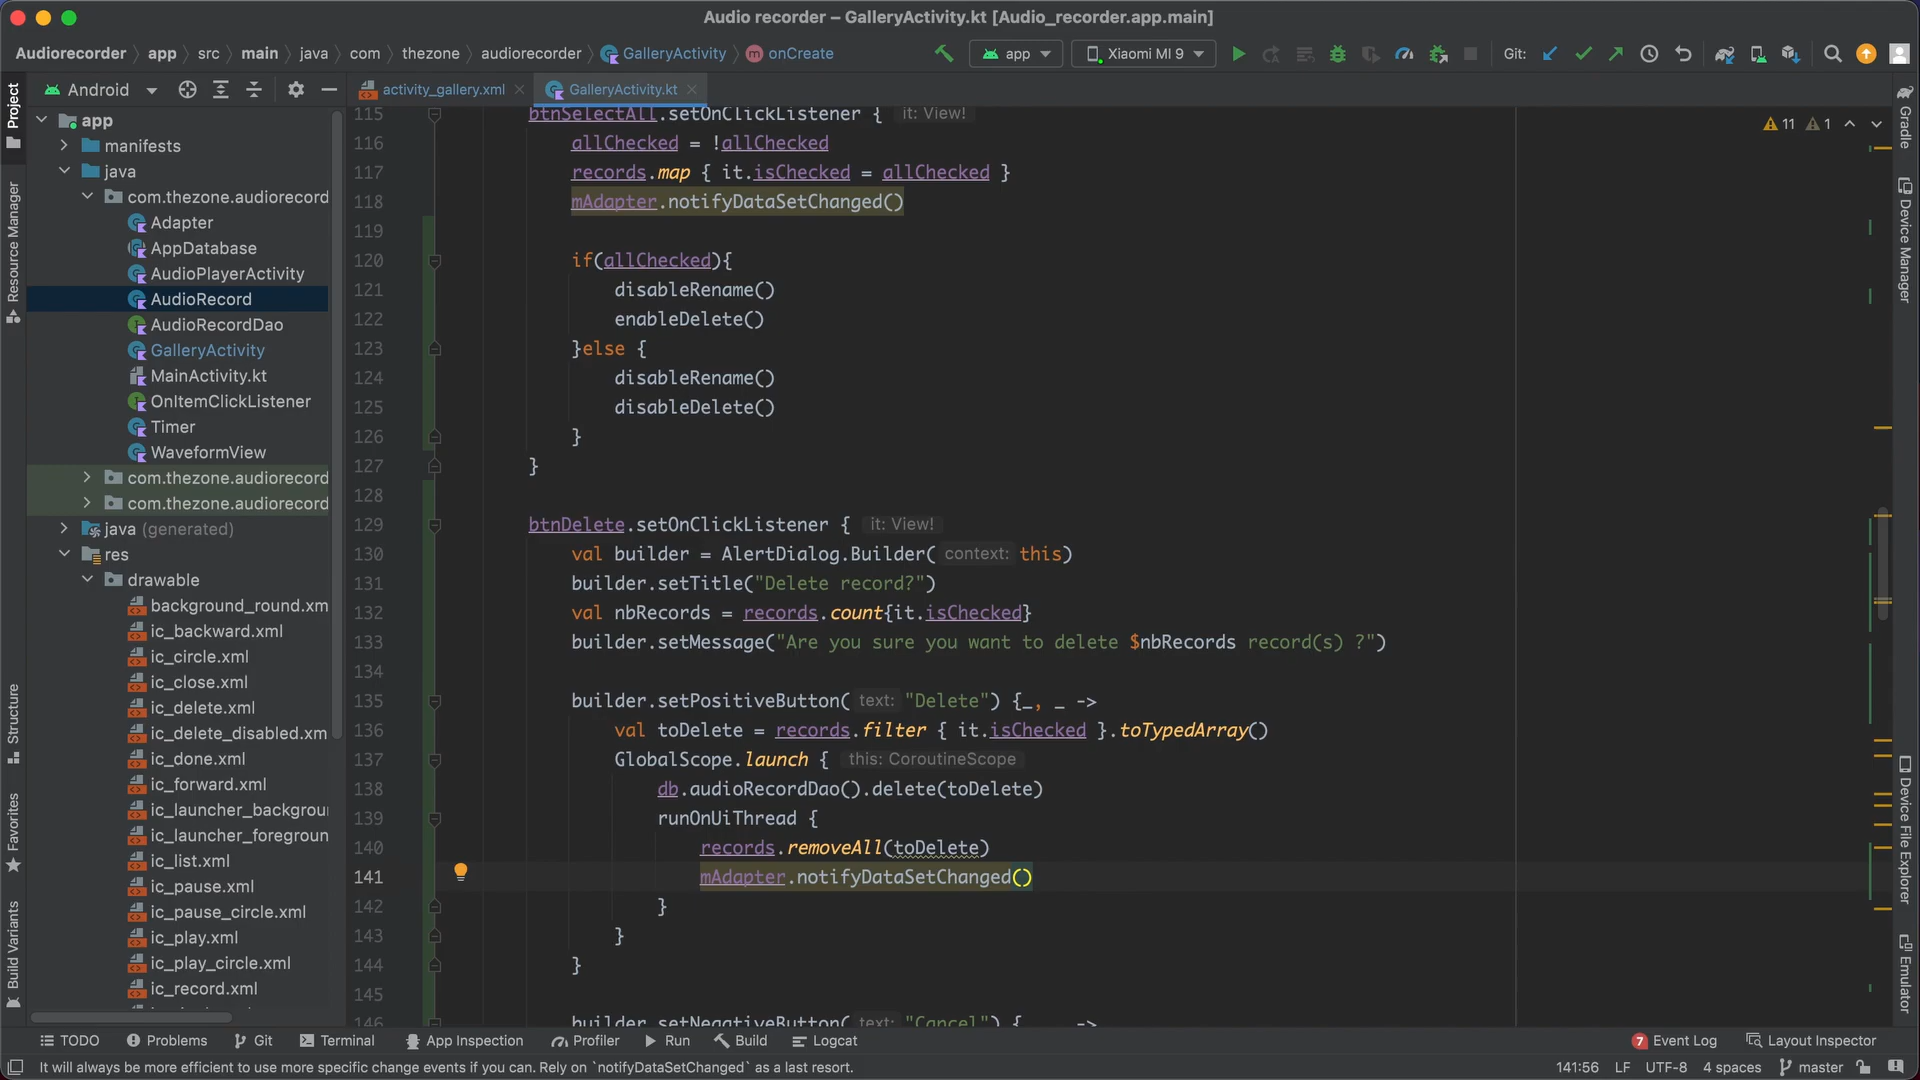 Audio recorder – GalleryActivity.kt [Audio_recorder.app.main]
Audiorecorder app src main java com thezone audiorecorder GalleryActivity onCreate app Xiaomi MI 9 Git:
Android activity_gallery.xml GalleryActivity.kt
Project
Resource Manager
Structure
Favorites
Build Variants
app
manifests
java
com.thezone.audiorecord
Adapter
AppDatabase
AudioPlayerActivity
AudioRecord
AudioRecordDao
GalleryActivity
MainActivity.kt
OnItemClickListener
Timer
WaveformView
com.thezone.audiorecord
com.thezone.audiorecord
java (generated)
res
drawable
background_round.xm
ic_backward.xml
ic_circle.xml
ic_close.xml
ic_delete.xml
ic_delete_disabled.xm
ic_done.xml
ic_forward.xml
ic_launcher_backgrour
ic_launcher_foregroun
ic_list.xml
ic_pause.xml
ic_pause_circle.xml
ic_play.xml
ic_play_circle.xml
ic_record.xml
115 btnSelectAll.setOnClickListener { it: View!
116 allChecked = !allChecked
117 records.map { it.isChecked = allChecked }
118 mAdapter.notifyDataSetChanged()
119
120 if(allChecked){
121 disableRename()
122 enableDelete()
123 }else {
124 disableRename()
125 disableDelete()
126 }
127 }
128
129 btnDelete.setOnClickListener { it: View!
130 val builder = AlertDialog.Builder( context: this)
131 builder.setTitle("Delete record?")
132 val nbRecords = records.count{it.isChecked}
133 builder.setMessage("Are you sure you want to delete $nbRecords record(s) ?")
134
135 builder.setPositiveButton( text: "Delete") {_, _ ->
136 val toDelete = records.filter { it.isChecked }.toTypedArray()
137 GlobalScope.launch { this: CoroutineScope
138 db.audioRecordDao().delete(toDelete)
139 runOnUiThread {
140 records.removeAll(toDelete)
141 mAdapter.notifyDataSetChanged()
142 }
143 }
144 }
145
146 builder.setNegativeButton( text: "Cancel") { _, _ ->
11 1
Gradle
Device Manager
Device File Explorer
Emulator
TODO Problems Git Terminal App Inspection Profiler Run Build Logcat 7 Event Log Layout Inspector
It will always be more efficient to use more specific change events if you can. Rely on `notifyDataSetChanged` as a last resort. 141:56 LF UTF-8 4 spaces master